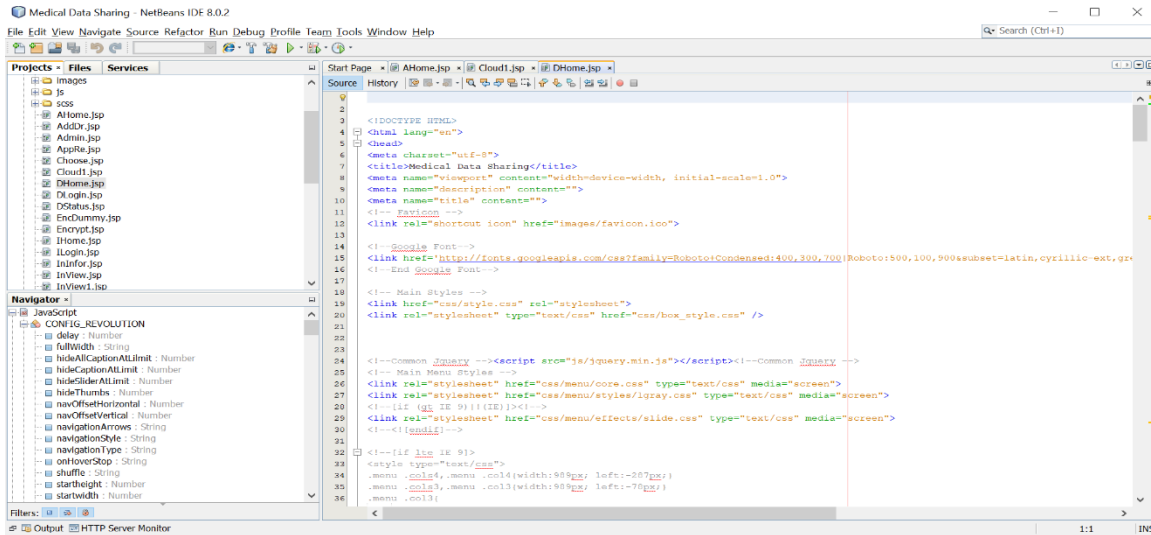 Medical Data Sharing - NetBeans IDE 8.0.2
File Edit View Navigate Source Refactor Run Debug Profile Team Tools Window Help
Search (Ctrl+I)
Projects × Files Services
Images
js
scss
AHome.jsp
AddDr.jsp
Admin.jsp
AppRe.jsp
Choose.jsp
Cloud1.jsp
DHome.jsp
DLogin.jsp
DStatus.jsp
EncDummy.jsp
Encrypt.jsp
IHome.jsp
ILogin.jsp
InInfor.jsp
InView.jsp
InView1.jsp
Navigator ×
JavaScript
CONFIG_REVOLUTION
delay : Number
fullWidth : String
hideAllCaptionAtLilmit : Number
hideCaptionAtLimit : Number
hideSliderAtLimit : Number
hideThumbs : Number
navOffsetHorizontal : Number
navOffsetVertical : Number
navigationArrows : String
navigationStyle : String
navigationType : String
onHoverStop : String
shuffle : String
startheight : Number
startwidth : Number
Filters:
Start Page × AHome.jsp × Cloud1.jsp × DHome.jsp ×
Source History
2
3 <!DOCTYPE HTML>
4 <html lang="en">
5 <head>
6 <meta charset="utf-8">
7 <title>Medical Data Sharing</title>
8 <meta name="viewport" content="width=device-width, initial-scale=1.0">
9 <meta name="description" content="">
10 <meta name="title" content="">
11 <!-- Favicon -->
12 <link rel="shortcut icon" href="images/favicon.ico">
13
14 <!--Google Font-->
15 <link href='http://fonts.googleapis.com/css?family=Roboto+Condensed:400,300,700|Roboto:500,100,900&subset=latin,cyrillic-ext,gre
16 <!--End Google Font-->
17
18 <!-- Main Styles -->
19 <link href="css/style.css" rel="stylesheet">
20 <link rel="stylesheet" type="text/css" href="css/box_style.css" />
21
22
23
24 <!--Common Jquery --><script src="js/jquery.min.js"></script><!--Common Jquery -->
25 <!-- Main Menu Styles -->
26 <link rel="stylesheet" href="css/menu/core.css" type="text/css" media="screen">
27 <link rel="stylesheet" href="css/menu/styles/lgray.css" type="text/css" media="screen">
28 <!--[if (gt IE 9)|!(IE)]><!-->
29 <link rel="stylesheet" href="css/menu/effects/slide.css" type="text/css" media="screen">
30 <!--<![endif]-->
31
32 <!--[if lte IE 9]>
33 <style type="text/css">
34 .menu .cols4,.menu .col4{width:909px; left:-207px;}
35 .menu .cols3,.menu .col3{width:909px; left:-70px;}
36 .menu .col3{
Output HTTP Server Monitor
1:1 INS